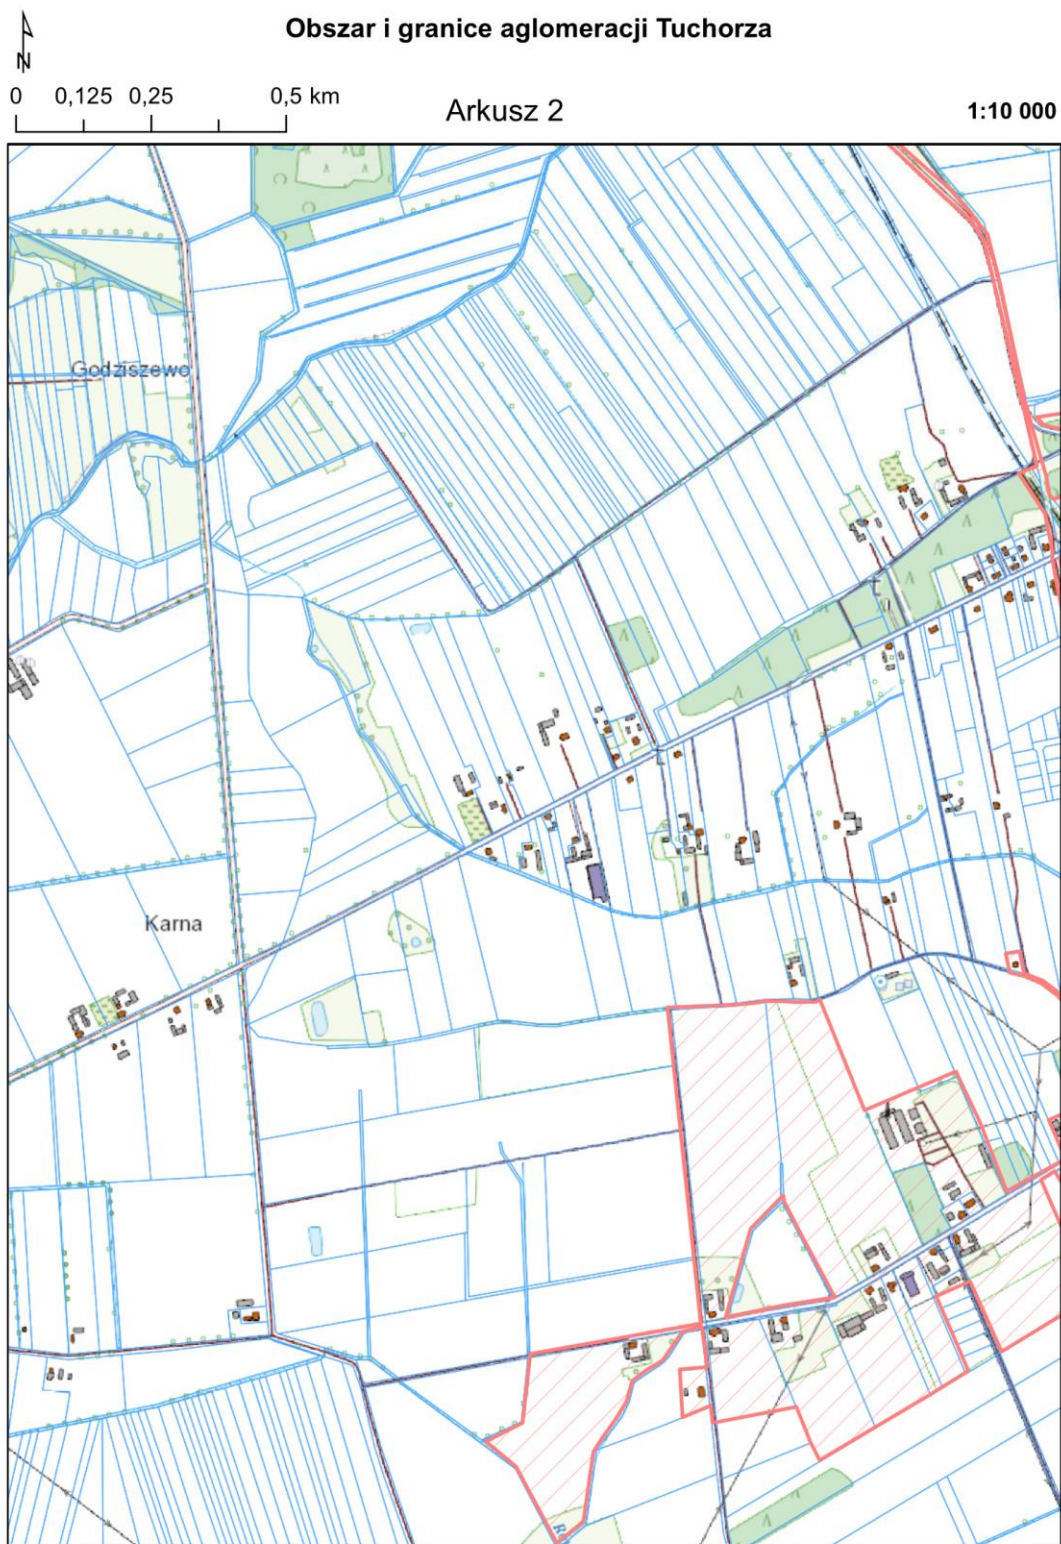 Obszar i granice aglomeracji Tuchorza
N
0 0,125 0,25 0,5 km
Arkusz 2
1:10 000
Godziszewo
Karna